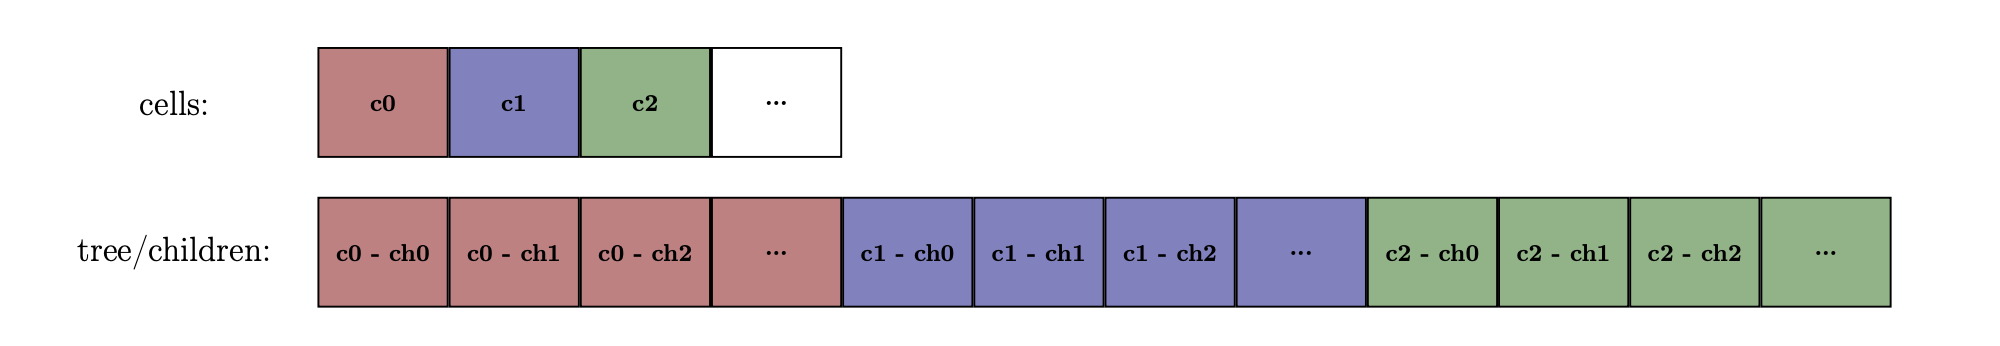 cells: c0 c1 c2 ...
tree/children: c0 - ch0 c0 - ch1 c0 - ch2 ... c1 - ch0 c1 - ch1 c1 - ch2 ... c2 - ch0 c2 - ch1 c2 - ch2 ...